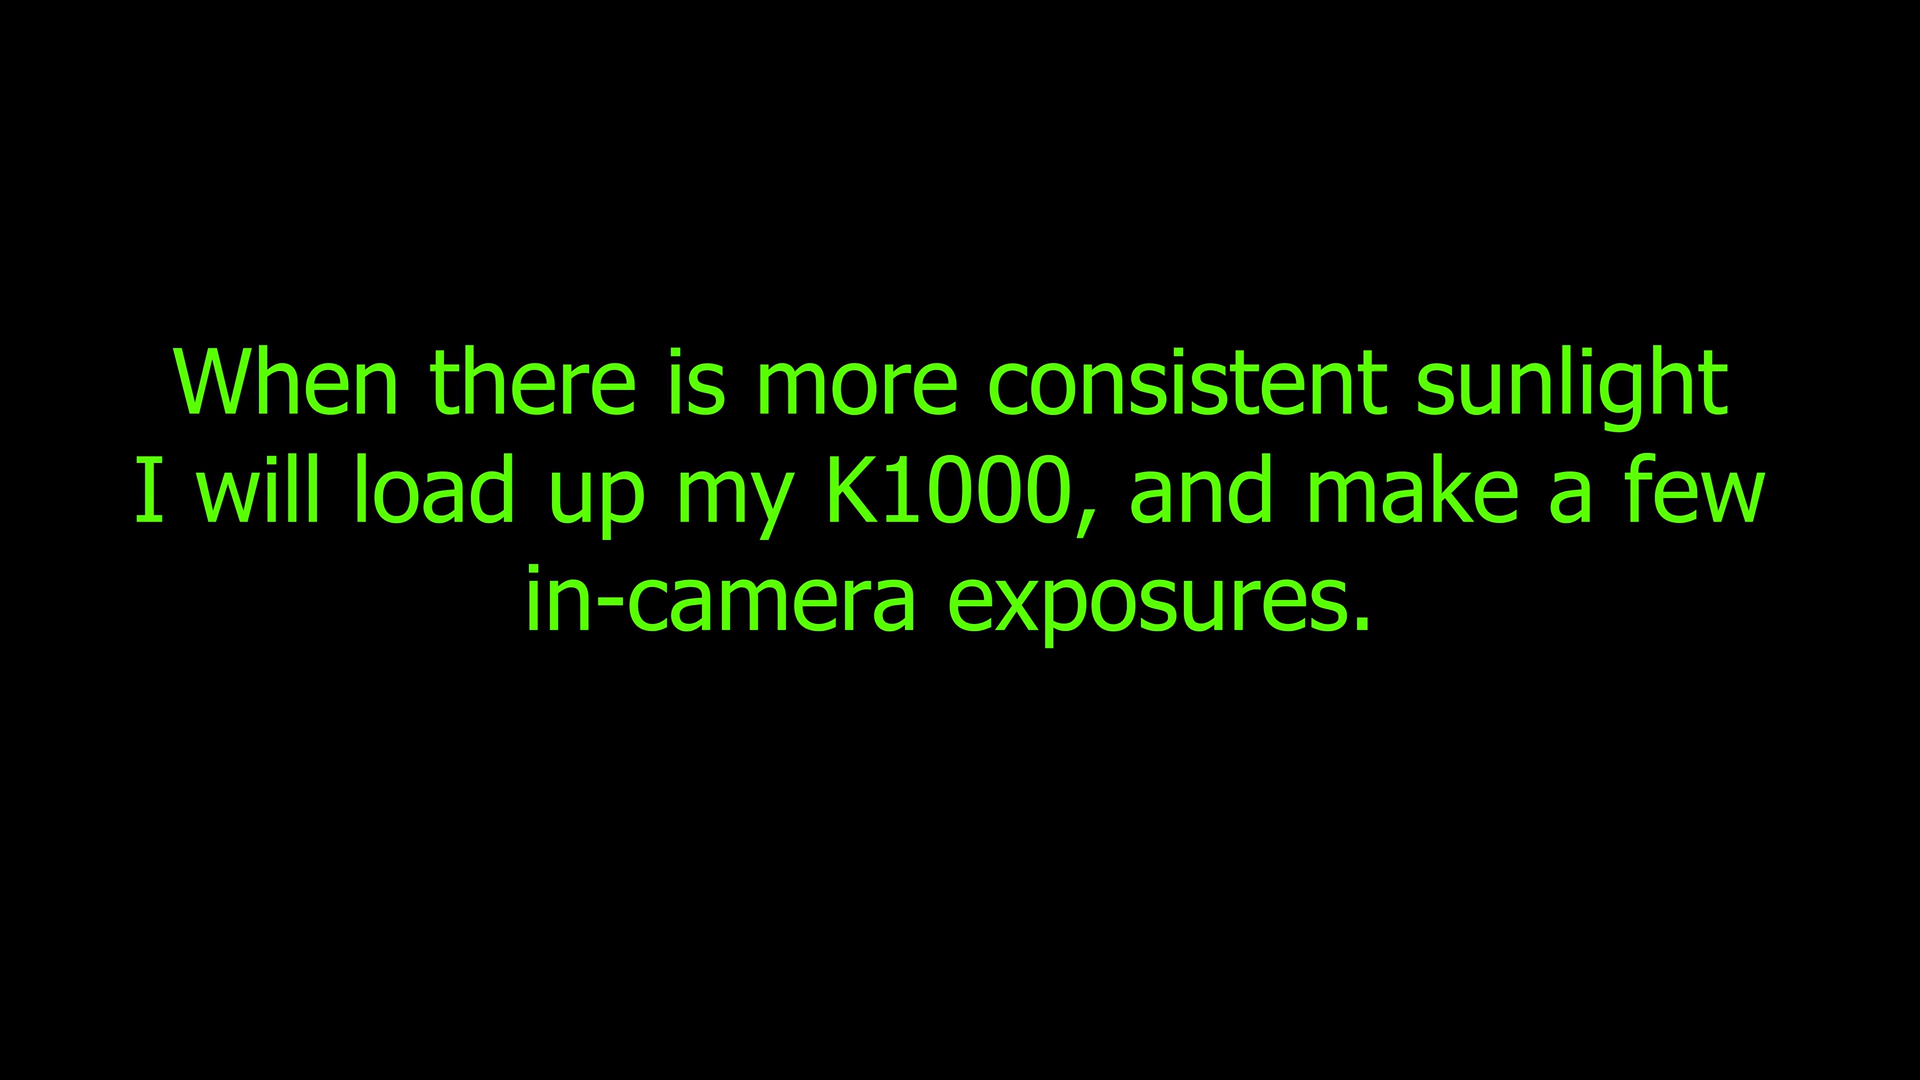 When there is more consistent sunlight
I will load up my K1000, and make a few
in-camera exposures.